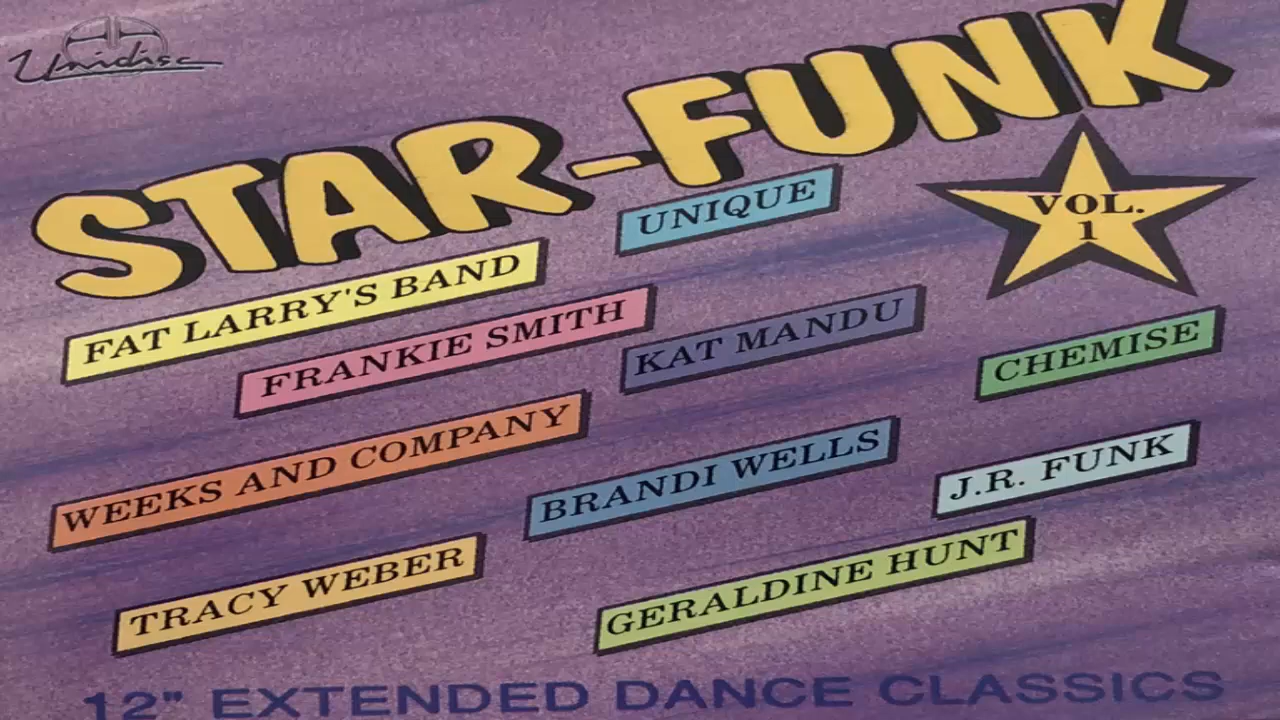 Unidisc
STAR-FUNK
VOL.
1
UNIQUE
FAT LARRY'S BAND
FRANKIE SMITH
KAT MANDU
CHEMISE
WEEKS AND COMPANY
BRANDI WELLS
J.R. FUNK
TRACY WEBER
GERALDINE HUNT
12" EXTENDED DANCE CLASSICS